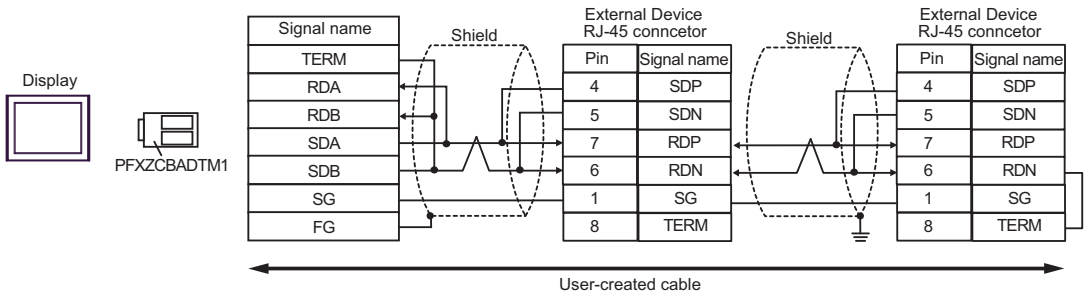 Display
PFXZCBADTM1
Signal name
TERM
RDA
RDB
SDA
SDB
SG
FG
Shield
External Device
RJ-45 conncetor
Pin Signal name
4 SDP
5 SDN
7 RDP
6 RDN
1 SG
8 TERM
Shield
External Device
RJ-45 conncetor
Pin Signal name
4 SDP
5 SDN
7 RDP
6 RDN
1 SG
8 TERM
User-created cable